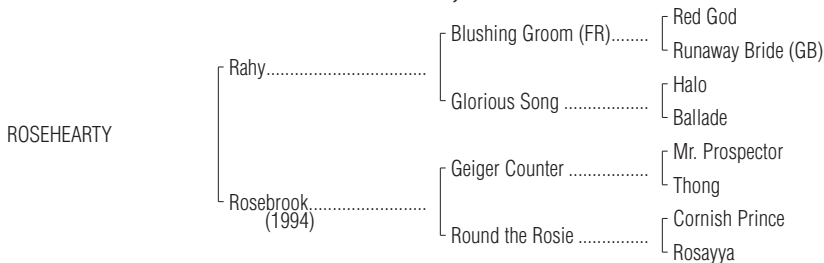 Red God
Blushing Groom (FR)........
Runaway Bride (GB)
Rahy.................................
Halo
Glorious Song ..................
Ballade
ROSEHEARTY
Mr. Prospector
Geiger Counter .................
Thong
Rosebrook........................
(1994)
Cornish Prince
Round the Rosie ...............
Rosayya